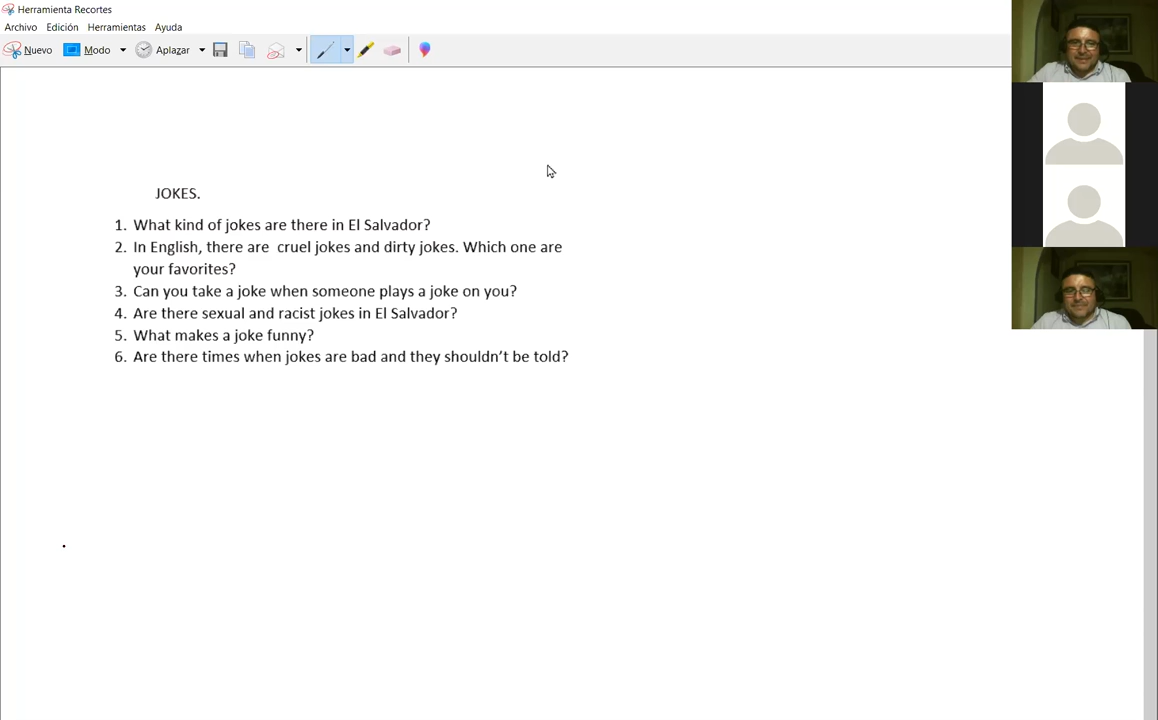 Herramienta Recortes
Archivo Edición Herramientas Ayuda
Nuevo Modo Aplazar
JOKES.
1. What kind of jokes are there in El Salvador?
2. In English, there are cruel jokes and dirty jokes. Which one are
your favorites?
3. Can you take a joke when someone plays a joke on you?
4. Are there sexual and racist jokes in El Salvador?
5. What makes a joke funny?
6. Are there times when jokes are bad and they shouldn't be told?